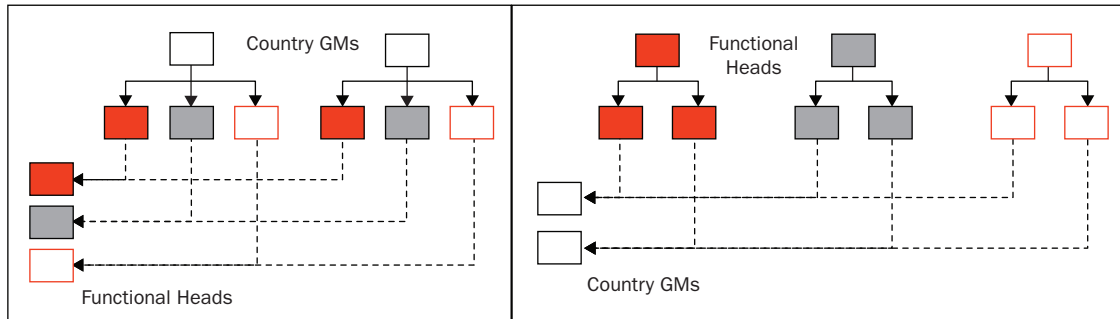 Country GMs
Functional Heads
Functional
Heads
Country GMs